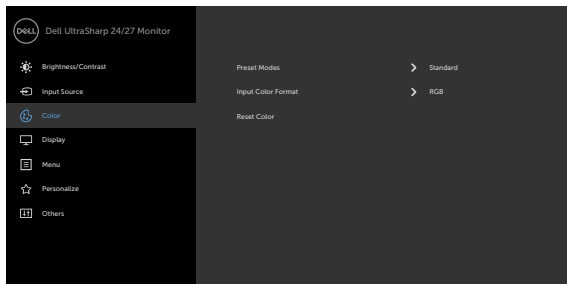 DELL Dell UltraSharp 24/27 Monitor
Brightness/Contrast
Preset Modes Standard
Input Source
Input Color Format RGB
Color
Reset Color
Display
Menu
Personalize
Others